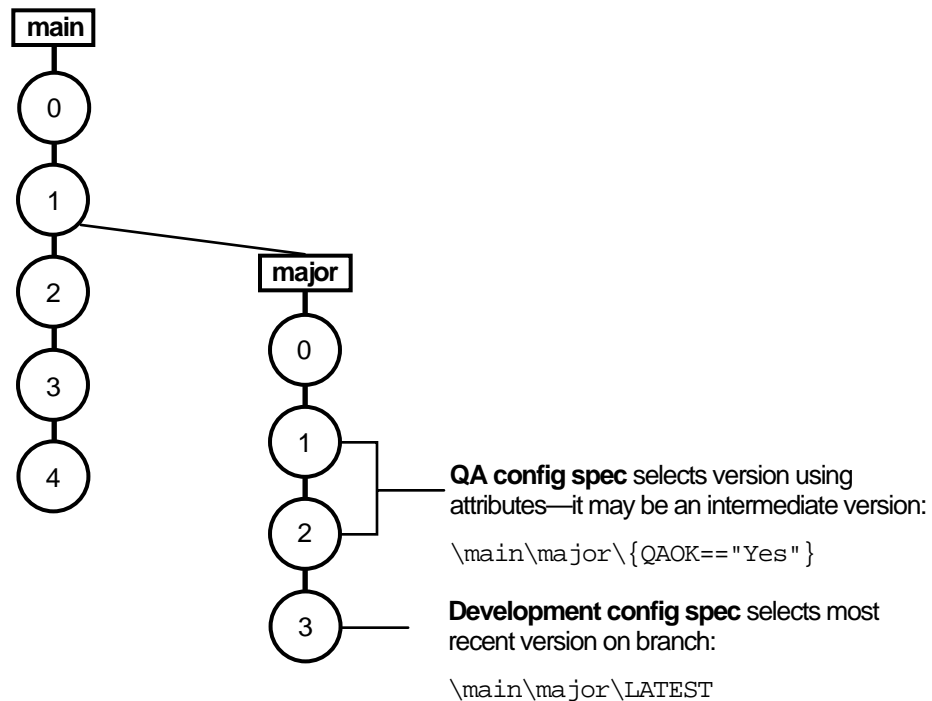 main
0
1
2
3
4
major
0
1
2
3
QA config spec selects version using
attributes—it may be an intermediate version:
\main\major\{QAOK=="Yes"}
Development config spec selects most
recent version on branch:
\main\major\LATEST